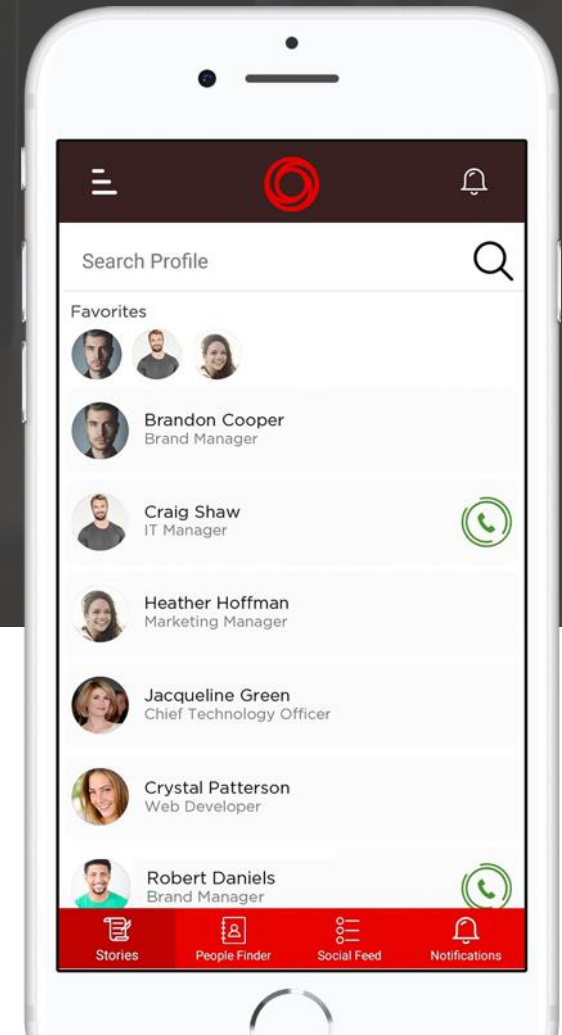 Search Profile
Favorites
Brandon Cooper
Brand Manager
Craig Shaw
IT Manager
Heather Hoffman
Marketing Manager
Jacqueline Green
Chief Technology Officer
Crystal Patterson
Web Developer
Robert Daniels
Brand Manager
Stories People Finder Social Feed Notifications